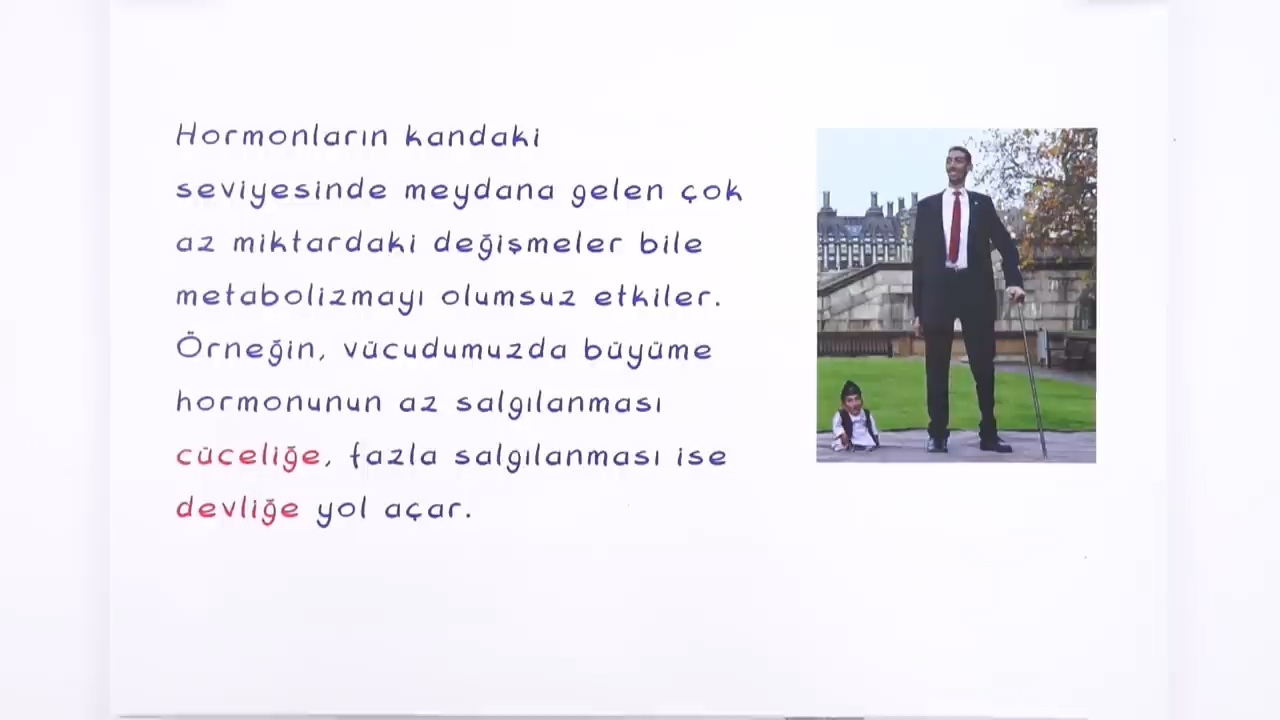 Hormonların kandaki
seviyesinde meydana gelen çok
az miktardaki değişmeler bile
metabolizmayı olumsuz etkiler.
Örneğin, vücudumuzda büyüme
hormonunun az salgılanması
cüceliğe, fazla salgılanması ise
devliğe yol açar.